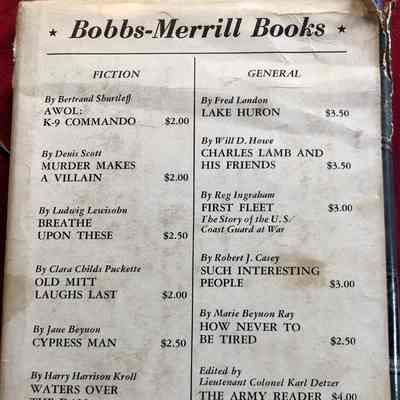 ★ Bobbs-Merrill Books ★
FICTION
By Bertrand Shurtleff
AWOL:
K-9 COMMANDO $2.00
By Denis Scott
MURDER MAKES
A VILLAIN $2.00
By Ludwig Lewisohn
BREATHE
UPON THESE $2.50
By Clara Childs Puckette
OLD MITT
LAUGHS LAST $2.00
By Jane Beynon
CYPRESS MAN $2.50
By Harry Harrison Kroll
WATERS OVER
THE DAM
GENERAL
By Fred Landon
LAKE HURON $3.50
By Will D. Howe
CHARLES LAMB AND
HIS FRIENDS $3.50
By Reg Ingraham
FIRST FLEET $3.00
The Story of the U.S.
Coast Guard at War
By Robert J. Casey
SUCH INTERESTING
PEOPLE $3.00
By Marie Beynon Ray
HOW NEVER TO
BE TIRED $2.50
Edited by
Lieutenant Colonel Karl Detzer
THE ARMY READER $4.00